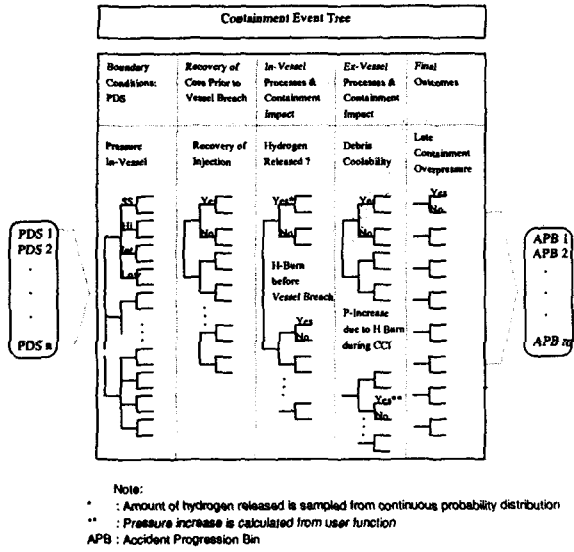 Containment Event Tree
Boundary
Conditions:
PDS
Recovery of
Core Prior to
Vessel Breach
In-Vessel
Processes &
Containment
Impact
Ex-Vessel
Processes &
Containment
Impact
Final
Outcomes
Pressure
In-Vessel
Recovery of
Injection
Hydrogen
Released ?
Debris
Coolability
Late
Containment
Overpressure
SS
Hi
Int
Low
Yes
No
Yes*
No
H-Burn
before
Vessel Breach
Yes
No
Yes
No
P-Increase
due to H Burn
during CCI
Yes**
No
Yes
No
PDS 1
PDS 2
PDS n
APB 1
APB 2
APB m
Note:
* : Amount of hydrogen released is sampled from continuous probability distribution
** : Pressure increase is calculated from user function
APB : Accident Progression Bin